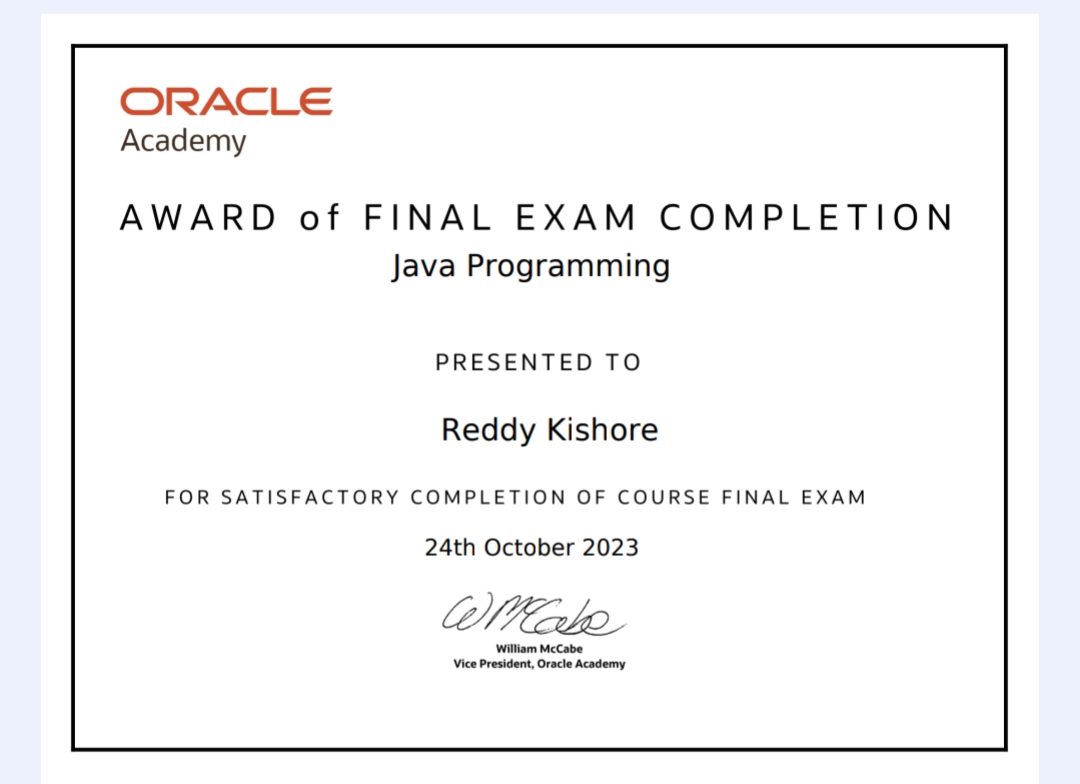 ORACLE
Academy
AWARD of FINAL EXAM COMPLETION
Java Programming
PRESENTED TO
Reddy Kishore
FOR SATISFACTORY COMPLETION OF COURSE FINAL EXAM
24th October 2023
WMcCabe
William McCabe
Vice President, Oracle Academy